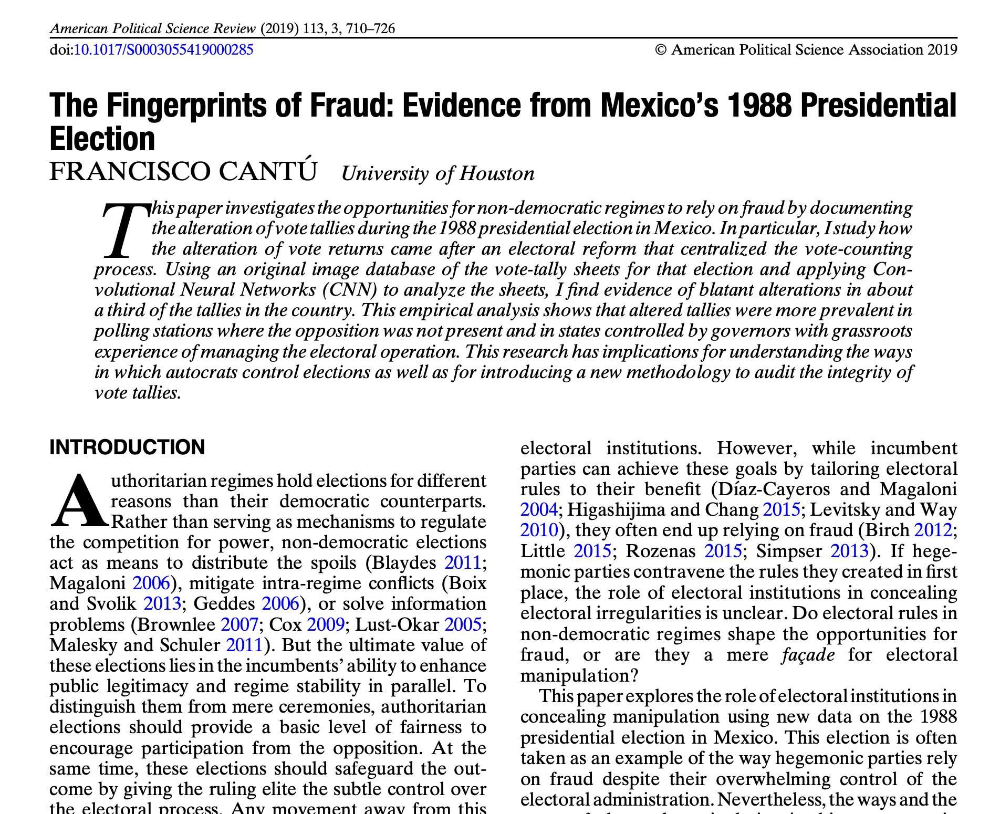 American Political Science Review (2019) 113, 3, 710–726
doi:10.1017/S0003055419000285
© American Political Science Association 2019
The Fingerprints of Fraud: Evidence from Mexico’s 1988 Presidential
Election
FRANCISCO CANTÚ University of Houston
This paper investigates the opportunities for non-democratic regimes to rely on fraud by documenting
the alteration of vote tallies during the 1988 presidential election in Mexico. In particular, I study how
the alteration of vote returns came after an electoral reform that centralized the vote-counting
process. Using an original image database of the vote-tally sheets for that election and applying Con-
volutional Neural Networks (CNN) to analyze the sheets, I find evidence of blatant alterations in about
a third of the tallies in the country. This empirical analysis shows that altered tallies were more prevalent in
polling stations where the opposition was not present and in states controlled by governors with grassroots
experience of managing the electoral operation. This research has implications for understanding the ways
in which autocrats control elections as well as for introducing a new methodology to audit the integrity of
vote tallies.
INTRODUCTION
Authoritarian regimes hold elections for different
reasons than their democratic counterparts.
Rather than serving as mechanisms to regulate
the competition for power, non-democratic elections
act as means to distribute the spoils (Blaydes 2011;
Magaloni 2006), mitigate intra-regime conflicts (Boix
and Svolik 2013; Geddes 2006), or solve information
problems (Brownlee 2007; Cox 2009; Lust-Okar 2005;
Malesky and Schuler 2011). But the ultimate value of
these elections lies in the incumbents’ ability to enhance
public legitimacy and regime stability in parallel. To
distinguish them from mere ceremonies, authoritarian
elections should provide a basic level of fairness to
encourage participation from the opposition. At the
same time, these elections should safeguard the out-
come by giving the ruling elite the subtle control over
the electoral process. Any movement away from this
electoral institutions. However, while incumbent
parties can achieve these goals by tailoring electoral
rules to their benefit (Díaz-Cayeros and Magaloni
2004; Higashijima and Chang 2015; Levitsky and Way
2010), they often end up relying on fraud (Birch 2012;
Little 2015; Rozenas 2015; Simpser 2013). If hege-
monic parties contravene the rules they created in first
place, the role of electoral institutions in concealing
electoral irregularities is unclear. Do electoral rules in
non-democratic regimes shape the opportunities for
fraud, or are they a mere façade for electoral
manipulation?
This paper explores the role of electoral institutions in
concealing manipulation using new data on the 1988
presidential election in Mexico. This election is often
taken as an example of the way hegemonic parties rely
on fraud despite their overwhelming control of the
electoral administration. Nevertheless, the ways and the